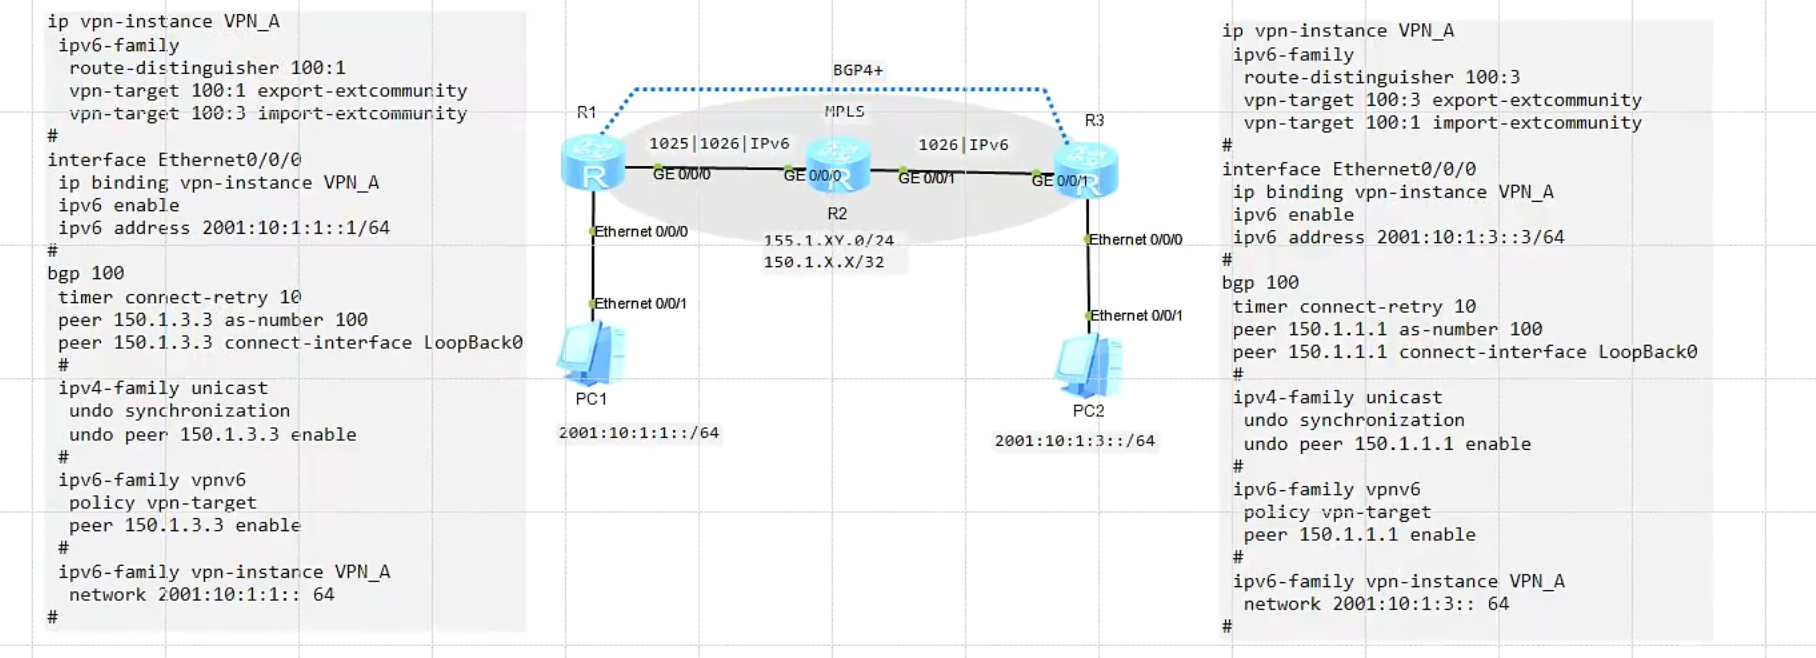 ip vpn-instance VPN_A
ipv6-family
route-distinguisher 100:1
vpn-target 100:1 export-extcommunity
vpn-target 100:3 import-extcommunity
#
interface Ethernet0/0/0
ip binding vpn-instance VPN_A
ipv6 enable
ipv6 address 2001:10:1:1::1/64
#
bgp 100
timer connect-retry 10
peer 150.1.3.3 as-number 100
peer 150.1.3.3 connect-interface LoopBack0
#
ipv4-family unicast
undo synchronization
undo peer 150.1.3.3 enable
#
ipv6-family vpnv6
policy vpn-target
peer 150.1.3.3 enable
#
ipv6-family vpn-instance VPN_A
network 2001:10:1:1:: 64
#
BGP4+
MPLS
R1
R3
1025|1026|IPv6
1026|IPv6
R
GE 0/0/0
GE 0/0/0
R
GE 0/0/1
GE 0/0/1
R
R2
155.1.XY.0/24
150.1.X.X/32
Ethernet 0/0/0
Ethernet 0/0/0
Ethernet 0/0/1
Ethernet 0/0/1
PC1
PC2
2001:10:1:1::/64
2001:10:1:3::/64
ip vpn-instance VPN_A
ipv6-family
route-distinguisher 100:3
vpn-target 100:3 export-extcommunity
vpn-target 100:1 import-extcommunity
#
interface Ethernet0/0/0
ip binding vpn-instance VPN_A
ipv6 enable
ipv6 address 2001:10:1:3::3/64
#
bgp 100
timer connect-retry 10
peer 150.1.1.1 as-number 100
peer 150.1.1.1 connect-interface LoopBack0
#
ipv4-family unicast
undo synchronization
undo peer 150.1.1.1 enable
#
ipv6-family vpnv6
policy vpn-target
peer 150.1.1.1 enable
#
ipv6-family vpn-instance VPN_A
network 2001:10:1:3:: 64
#